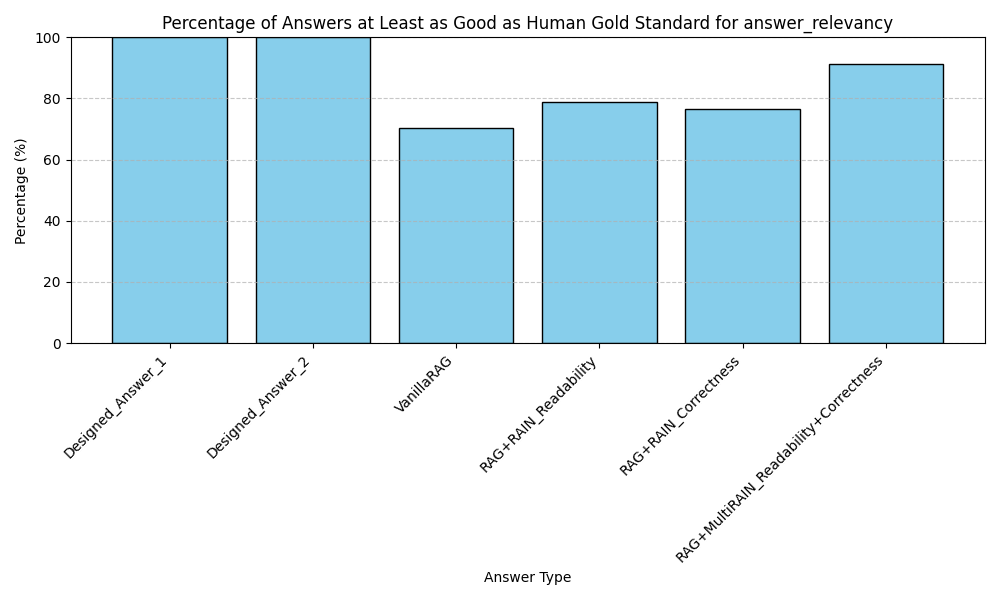 Percentage of Answers at Least as Good as Human Gold Standard for answer_relevancy
Percentage (%)
100
80
60
40
20
0
Designed_Answer_1
Designed_Answer_2
VanillaRAG
RAG+RAIN_Readability
RAG+RAIN_Correctness
RAG+MultiRAIN_Readability+Correctness
Answer Type